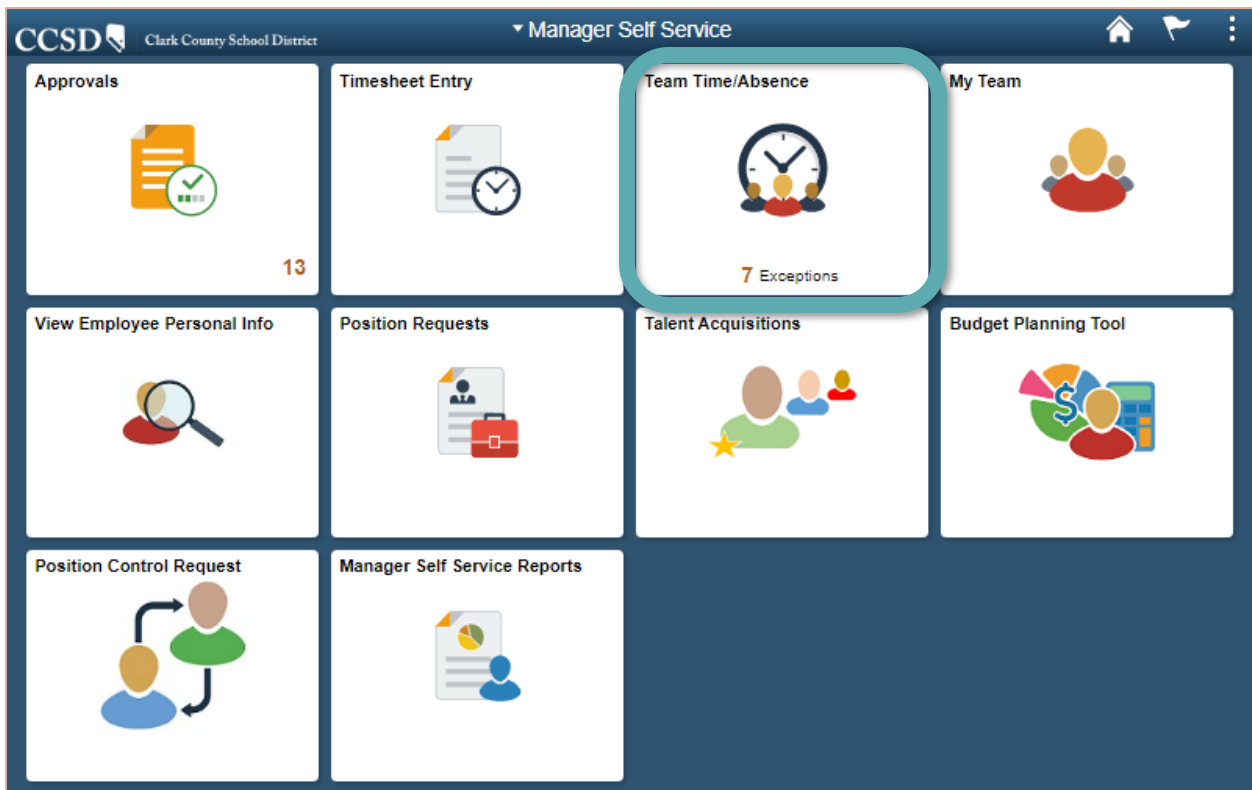 CCSD Clark County School District
Manager Self Service
Approvals
13
Timesheet Entry
Team Time/Absence
7 Exceptions
My Team
View Employee Personal Info
Position Requests
Talent Acquisitions
Budget Planning Tool
$
Position Control Request
Manager Self Service Reports